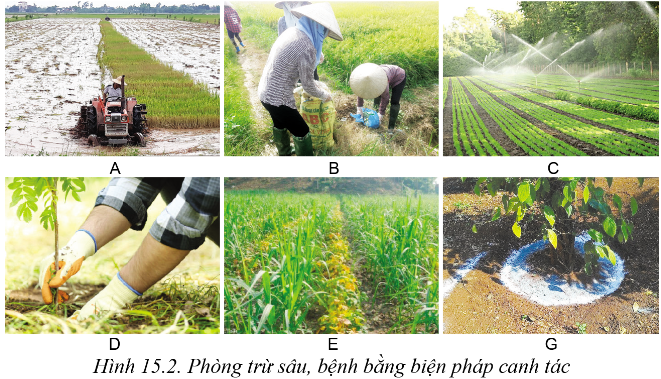 A
B
C
D
E
G
Hình 15.2. Phòng trừ sâu, bệnh bằng biện pháp canh tác